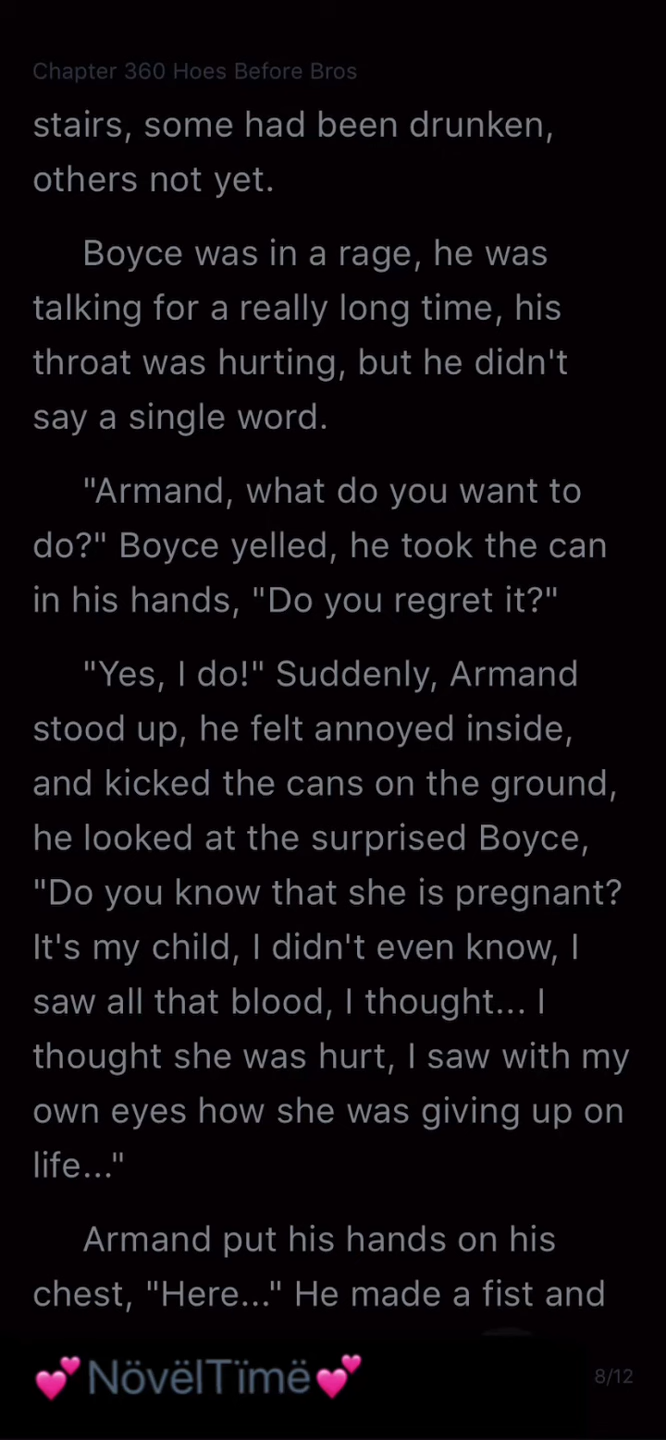 Chapter 360 Hoes Before Bros
stairs, some had been drunken,
others not yet.
Boyce was in a rage, he was
talking for a really long time, his
throat was hurting, but he didn't
say a single word.
"Armand, what do you want to
do?" Boyce yelled, he took the can
in his hands, "Do you regret it?"
"Yes, I do!" Suddenly, Armand
stood up, he felt annoyed inside,
and kicked the cans on the ground,
he looked at the surprised Boyce,
"Do you know that she is pregnant?
It's my child, I didn't even know, I
saw all that blood, I thought... I
thought she was hurt, I saw with my
own eyes how she was giving up on
life..."
Armand put his hands on his
chest, "Here..." He made a fist and
💕NövëlTïmë💕
8/12